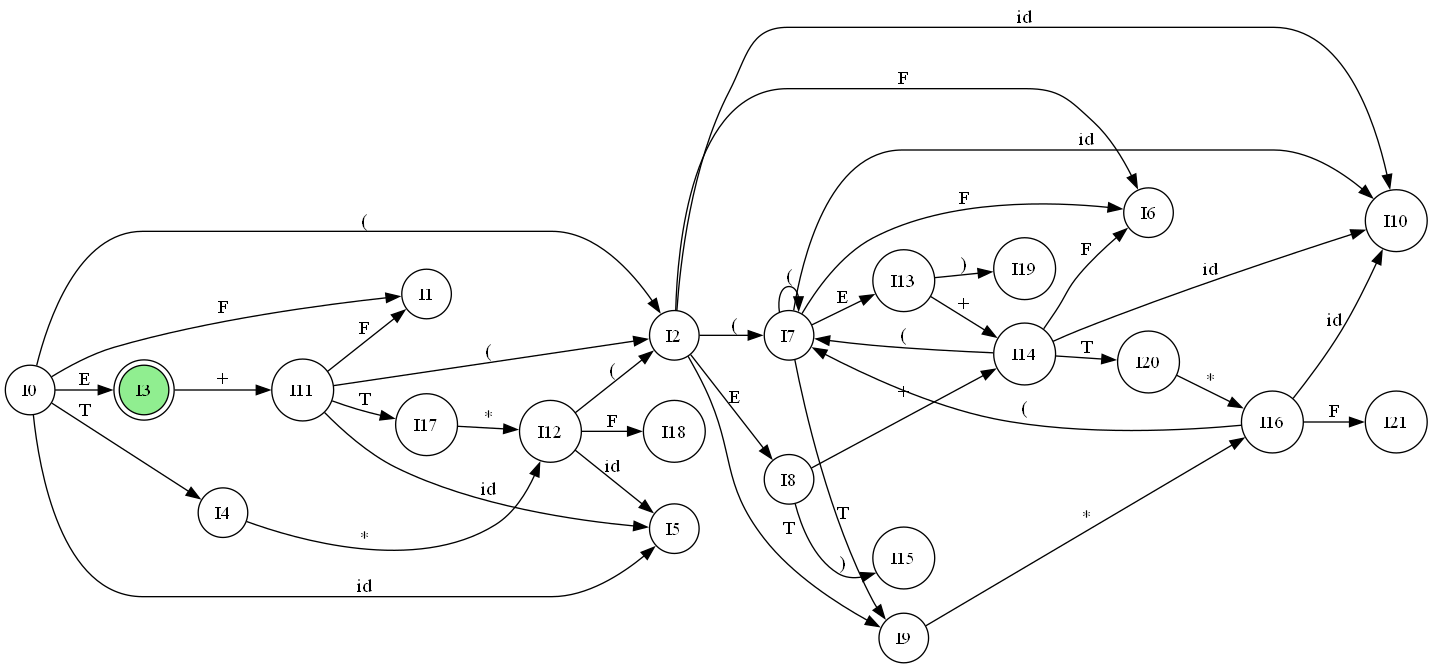 id
F
id
I10
I6
F
(
F
I19
)
I13
(
id
E
+
I1
F
F
I2
(
I7
(
I14
T
I20
(
(
*
I0
E
I3
+
I11
T
I17
*
I12
(
F
I18
E
+
(
I16
F
I21
id
T
id
id
I8
I4
*
T
T
*
I5
I15
)
id
I9